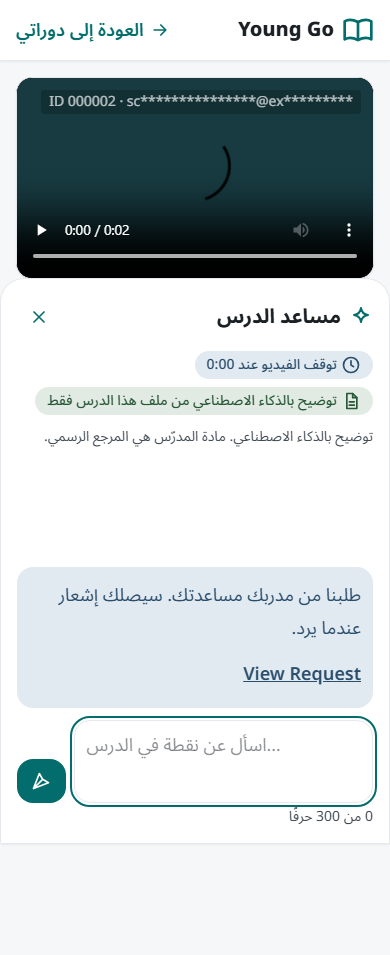 Young Go
العودة إلى دوراتي
ID 000002 · sc***************@ex*********
0:00 / 0:02
مساعد الدرس
توقف الفيديو عند 0:00
توضيح بالذكاء الاصطناعي من ملف هذا الدرس فقط
توضيح بالذكاء الاصطناعي. مادة المدرّس هي المرجع الرسمي.
طلبنا من مدربك مساعدتك. سيصلك إشعار
عندما يرد.
View Request
اسأل عن نقطة في الدرس...
0 من 300 حرفًا